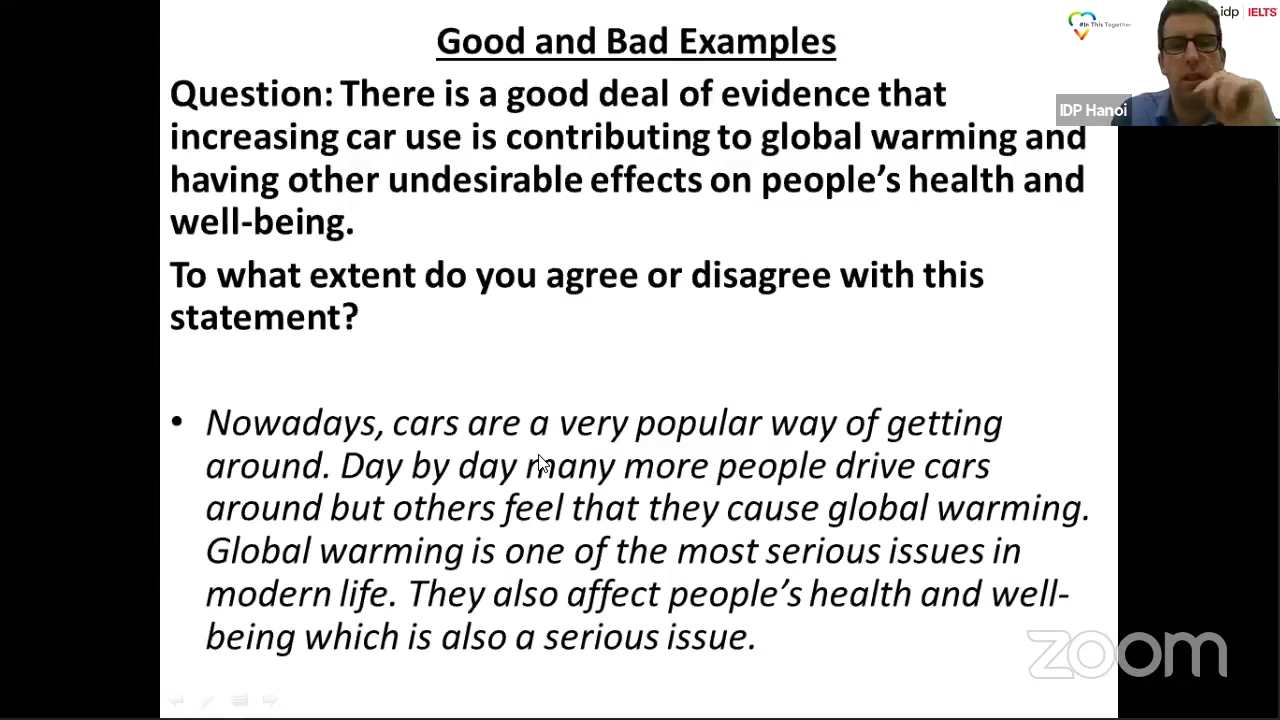 Good and Bad Examples
#In This Together
idp IELTS
IDP Hanoi
Question: There is a good deal of evidence that
increasing car use is contributing to global warming and
having other undesirable effects on people’s health and
well-being.
To what extent do you agree or disagree with this
statement?
• Nowadays, cars are a very popular way of getting
around. Day by day many more people drive cars
around but others feel that they cause global warming.
Global warming is one of the most serious issues in
modern life. They also affect people’s health and well-
being which is also a serious issue.
zoom